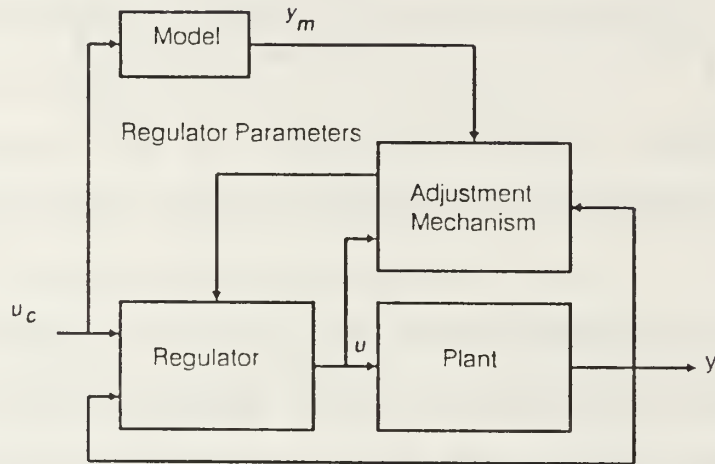 y_m
Model
Regulator Parameters
Adjustment
Mechanism
u_c
Regulator
u
Plant
y